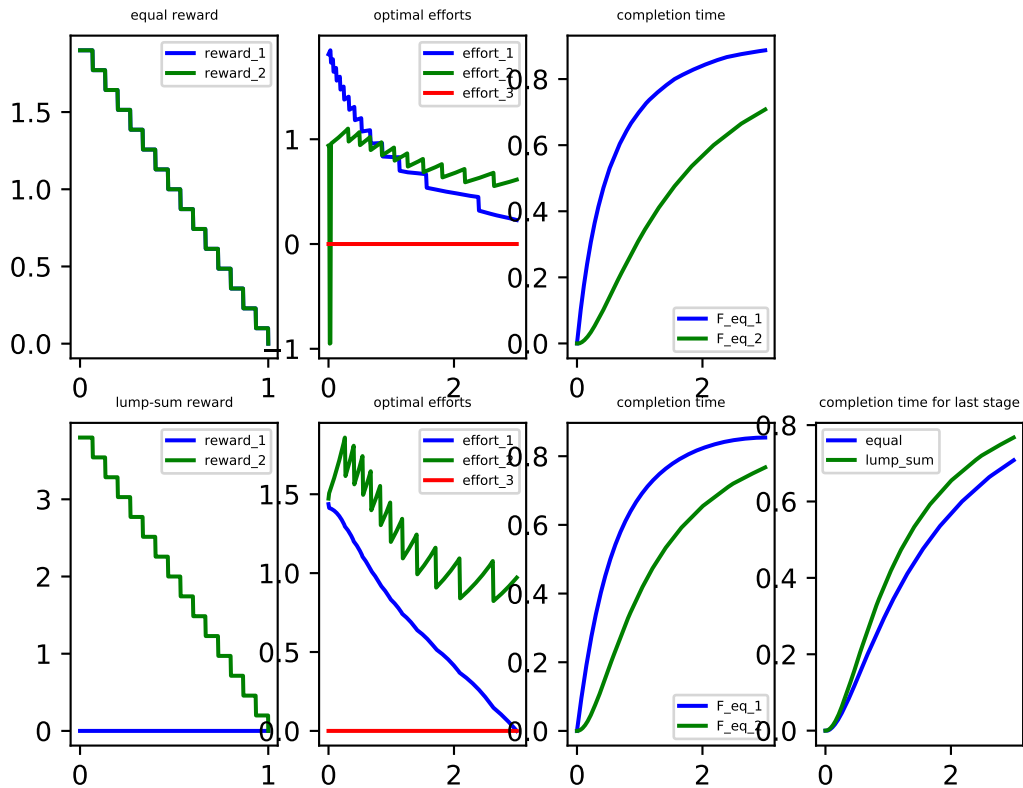 equal reward
optimal efforts
completion time
reward_1
reward_2
effort_1
effort_2
effort_3
F_eq_1
F_eq_2
1.5
1.0
0.5
0.0
0
1
1
0
−1
0
2
0.8
0.6
0.4
0.2
0.0
0
2
lump-sum reward
optimal efforts
completion time
completion time for last stage
reward_1
reward_2
effort_1
effort_2
effort_3
F_eq_1
F_eq_2
equal
lump_sum
3
2
1
0
0
1
1.5
1.0
0.5
0.0
0
2
0.8
0.6
0.4
0.2
0.0
0
2
0.8
0.6
0.4
0.2
0.0
0
2